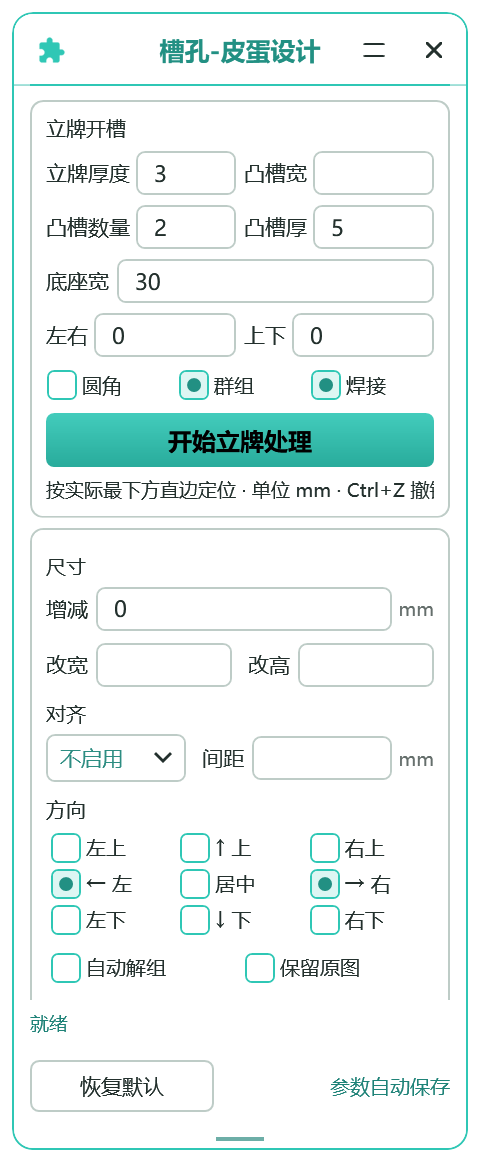 槽孔-皮蛋设计
立牌开槽
立牌厚度 3 凸槽宽
凸槽数量 2 凸槽厚 5
底座宽 30
左右 0 上下 0
圆角 群组 焊接
开始立牌处理
按实际最下方直边定位 · 单位 mm · Ctrl+Z 撤
尺寸
增减 0 mm
改宽 改高
对齐
不启用 间距 mm
方向
左上 ↑ 上 右上
← 左 居中 → 右
左下 ↓ 下 右下
自动解组 保留原图
就绪
恢复默认 参数自动保存